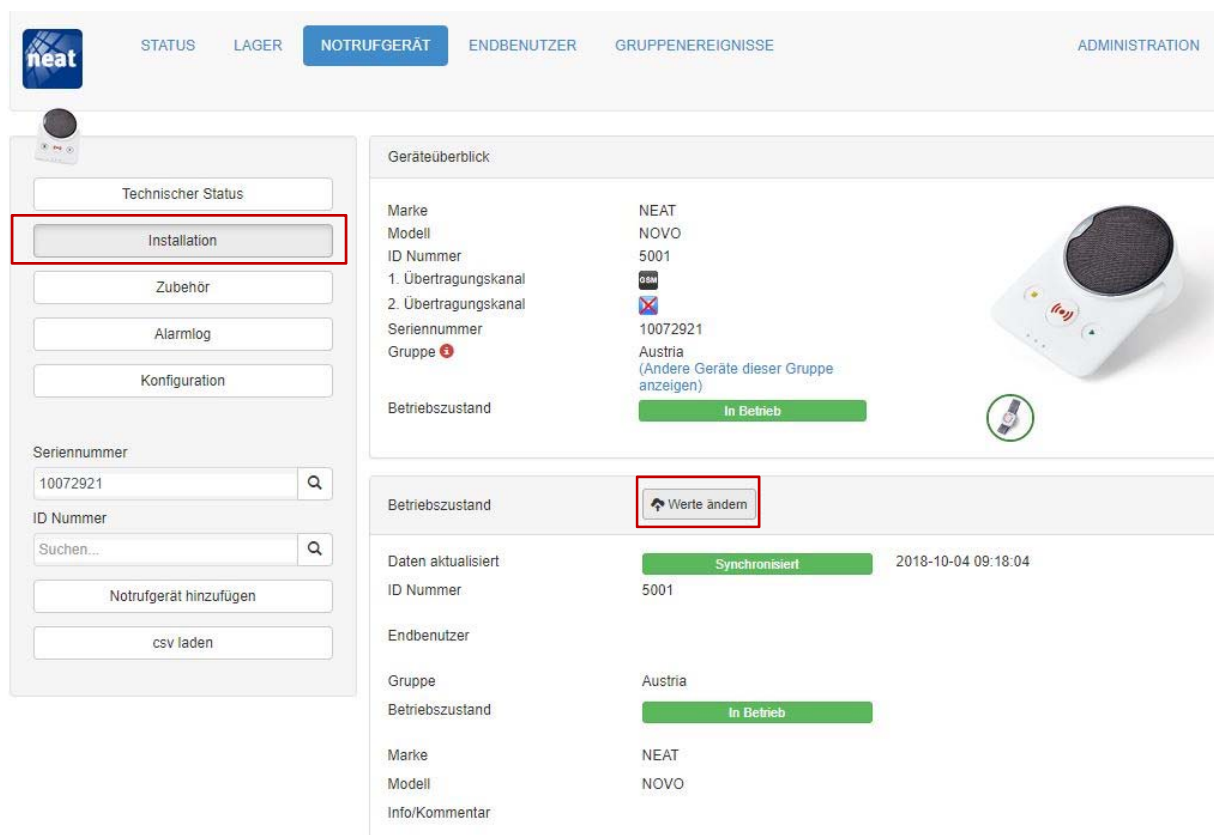 neat
STATUS LAGER NOTRUFGERÄT ENDBENUTZER GRUPPENEREIGNISSE ADMINISTRATION
Technischer Status
Installation
Zubehör
Alarmlog
Konfiguration
Seriennummer
10072921
ID Nummer
Suchen...
Notrufgerät hinzufügen
csv laden
Geräteüberblick
Marke NEAT
Modell NOVO
ID Nummer 5001
1. Übertragungskanal GSM
2. Übertragungskanal
Seriennummer 10072921
Gruppe Austria
(Andere Geräte dieser Gruppe
anzeigen)
Betriebszustand In Betrieb
Betriebszustand Werte ändern
Daten aktualisiert Synchronisiert 2018-10-04 09:18:04
ID Nummer 5001
Endbenutzer
Gruppe Austria
Betriebszustand In Betrieb
Marke NEAT
Modell NOVO
Info/Kommentar